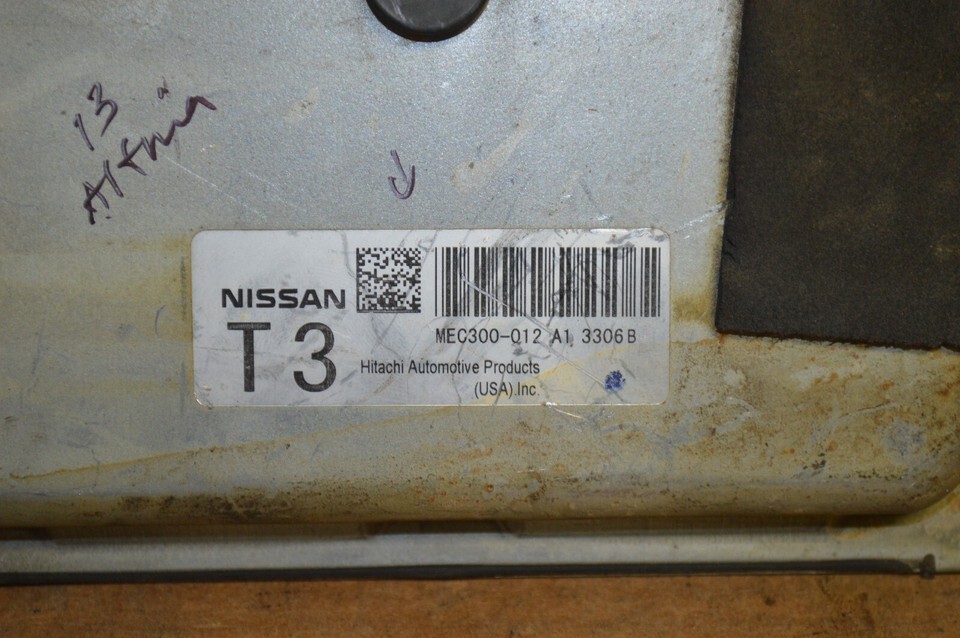 13
Altima
NISSAN
T3
MEC300-012 A1 3306 B
Hitachi Automotive Products
(USA).Inc.